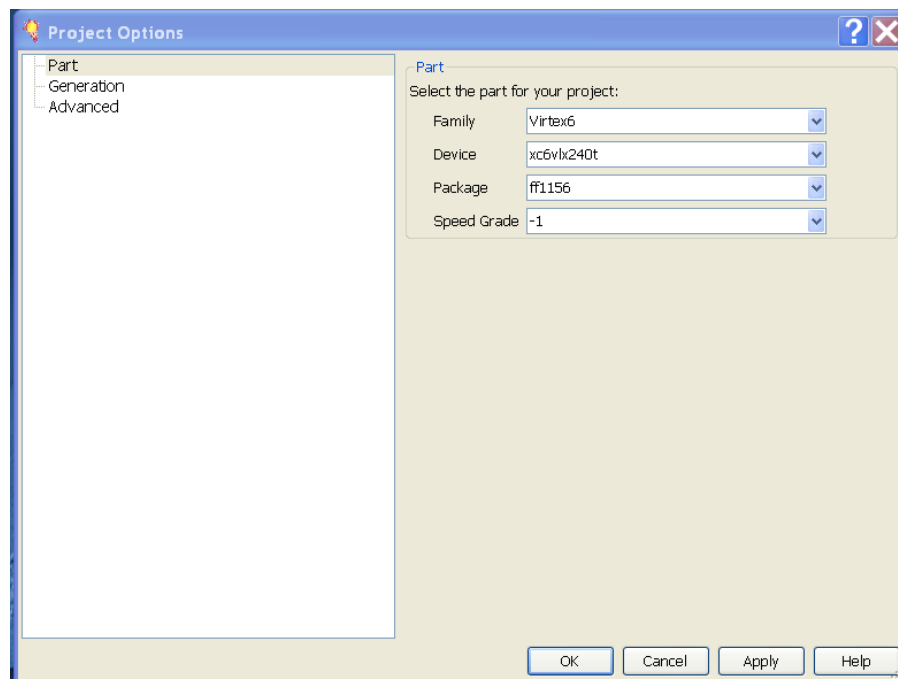 Project Options
Part
Generation
Advanced
Part
Select the part for your project:
Family Virtex6
Device xc6vlx240t
Package ff1156
Speed Grade -1
OK Cancel Apply Help